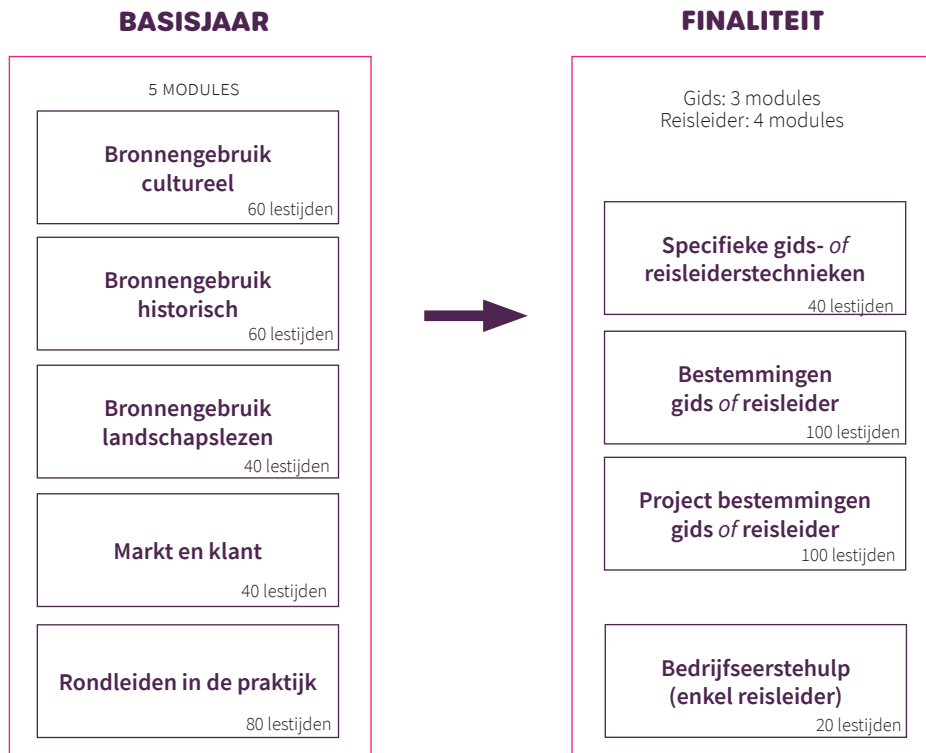 BASISJAAR
5 MODULES
Bronnengebruik
cultureel
60 lestijden
Bronnengebruik
historisch
60 lestijden
Bronnengebruik
landschapslezen
40 lestijden
Markt en klant
40 lestijden
Rondleiden in de praktijk
80 lestijden
FINALITEIT
Gids: 3 modules
Reisleider: 4 modules
Specifieke gids- of
reisleiderstechnieken
40 lestijden
Bestemmingen
gids of reisleider
100 lestijden
Project bestemmingen
gids of reisleider
100 lestijden
Bedrijfseerstehulp
(enkel reisleider)
20 lestijden